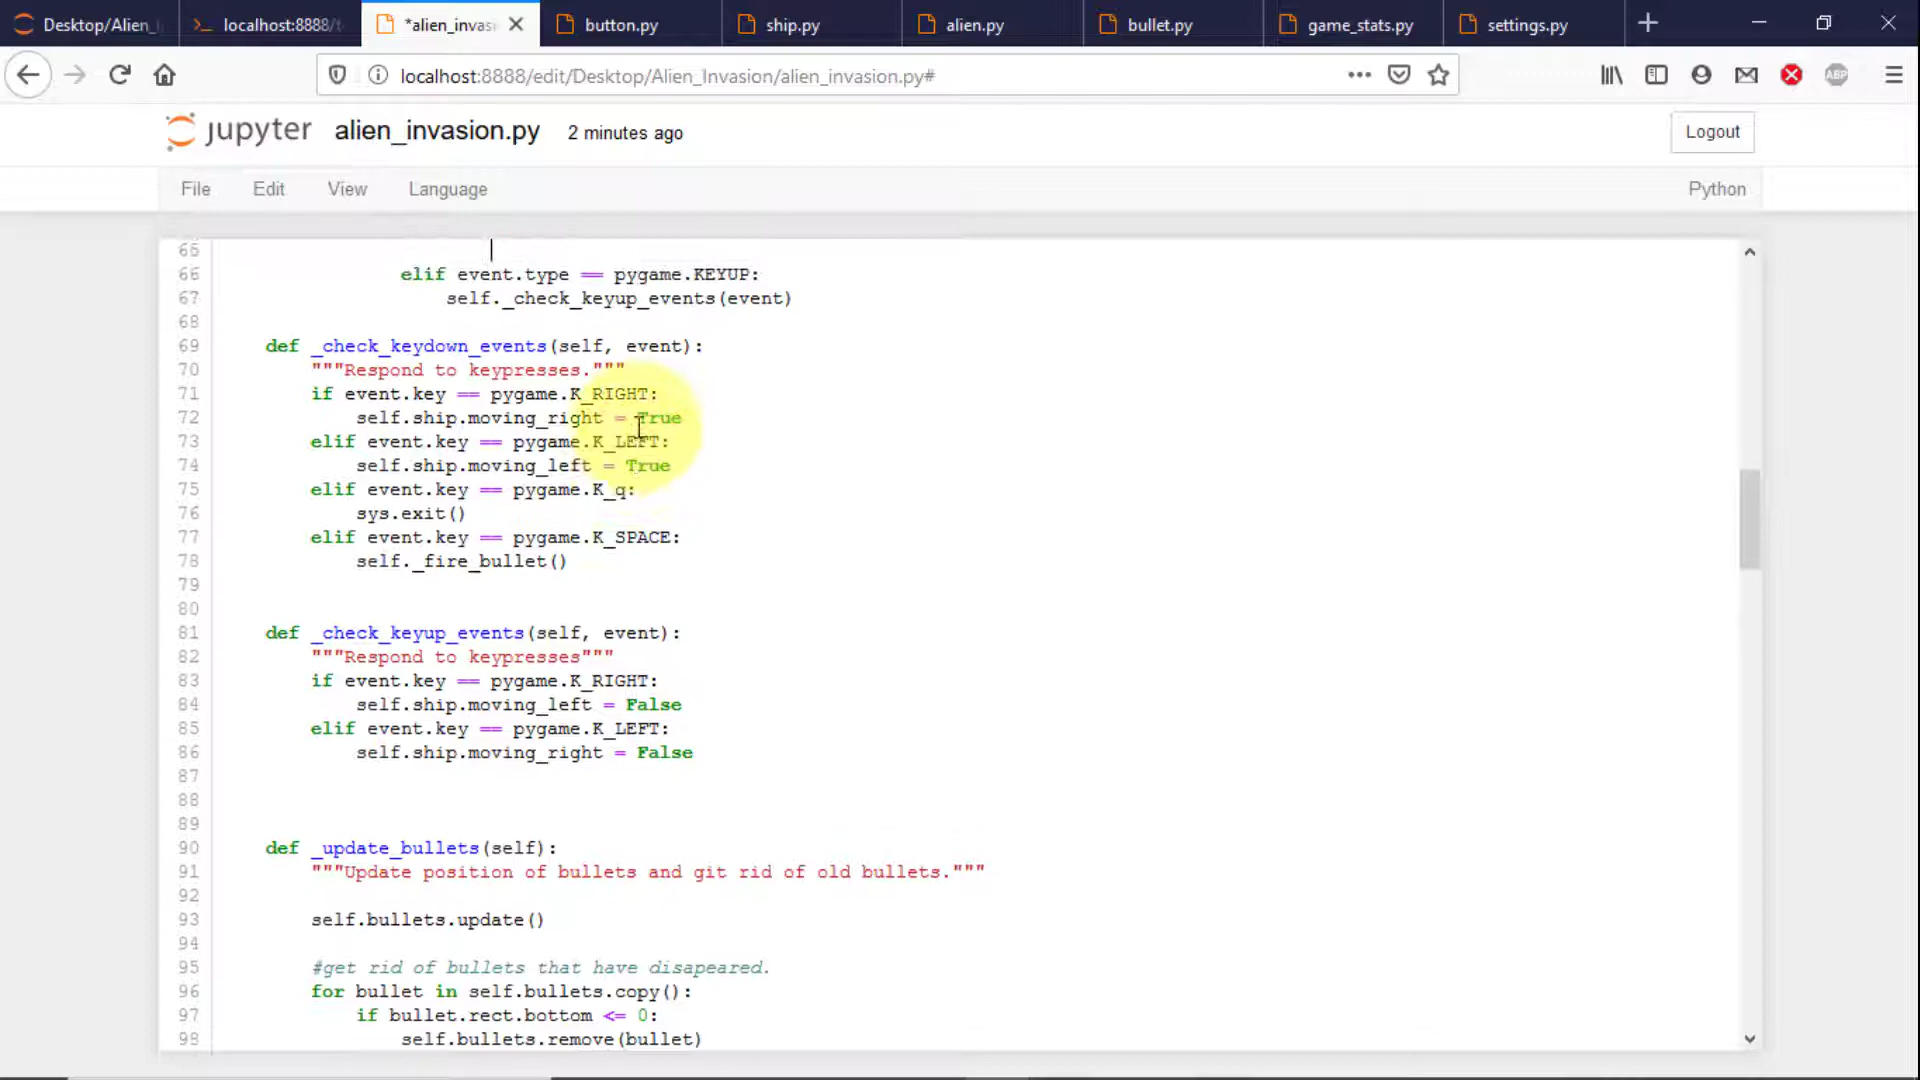 Desktop/Alien_I
localhost:8888/t
*alien_invasi
button.py
ship.py
alien.py
bullet.py
game_stats.py
settings.py
localhost:8888/edit/Desktop/Alien_Invasion/alien_invasion.py#
ABP
jupyter alien_invasion.py 2 minutes ago
Logout
File Edit View Language
Python
65
66 elif event.type == pygame.KEYUP:
67 self._check_keyup_events(event)
68
69 def _check_keydown_events(self, event):
70 """Respond to keypresses."""
71 if event.key == pygame.K_RIGHT:
72 self.ship.moving_right = True
73 elif event.key == pygame.K_LEFT:
74 self.ship.moving_left = True
75 elif event.key == pygame.K_q:
76 sys.exit()
77 elif event.key == pygame.K_SPACE:
78 self._fire_bullet()
79
80
81 def _check_keyup_events(self, event):
82 """Respond to keypresses"""
83 if event.key == pygame.K_RIGHT:
84 self.ship.moving_left = False
85 elif event.key == pygame.K_LEFT:
86 self.ship.moving_right = False
87
88
89
90 def _update_bullets(self):
91 """Update position of bullets and git rid of old bullets."""
92
93 self.bullets.update()
94
95 #get rid of bullets that have disapeared.
96 for bullet in self.bullets.copy():
97 if bullet.rect.bottom <= 0:
98 self.bullets.remove(bullet)